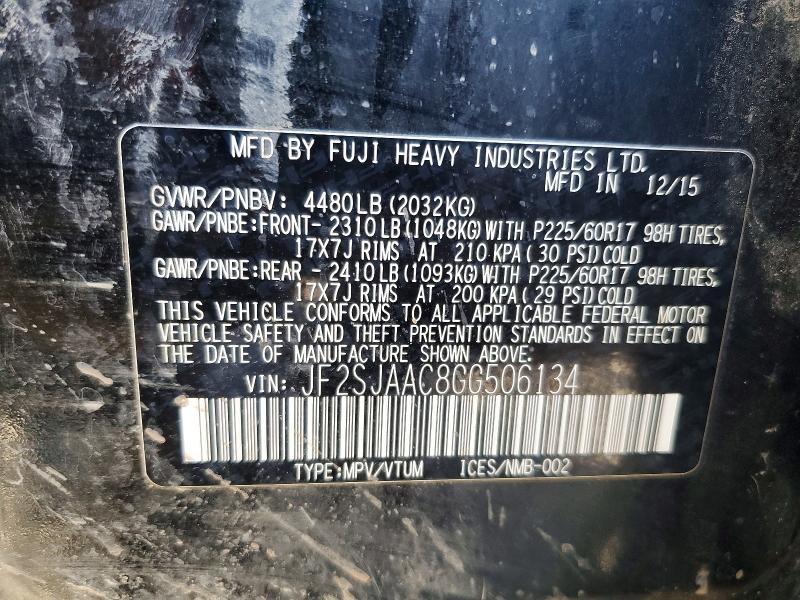 MFD BY FUJI HEAVY INDUSTRIES LTD.
MFD IN 12/15
GVWR/PNBV: 4480LB (2032KG)
GAWR/PNBE:FRONT- 2310LB(1048KG)WITH P225/60R17 98H TIRES,
17X7J RIMS AT 210 KPA( 30 PSI)COLD
GAWR/PNBE:REAR - 2410LB(1093KG)WITH P225/60R17 98H TIRES,
17X7J RIMS AT 200 KPA( 29 PSI)COLD
THIS VEHICLE CONFORMS TO ALL APPLICABLE FEDERAL MOTOR
VEHICLE SAFETY AND THEFT PREVENTION STANDARDS IN EFFECT ON
THE DATE OF MANUFACTURE SHOWN ABOVE:
VIN: JF2SJAAC8GG506134
TYPE:MPV/VTUM ICES/NMB-002